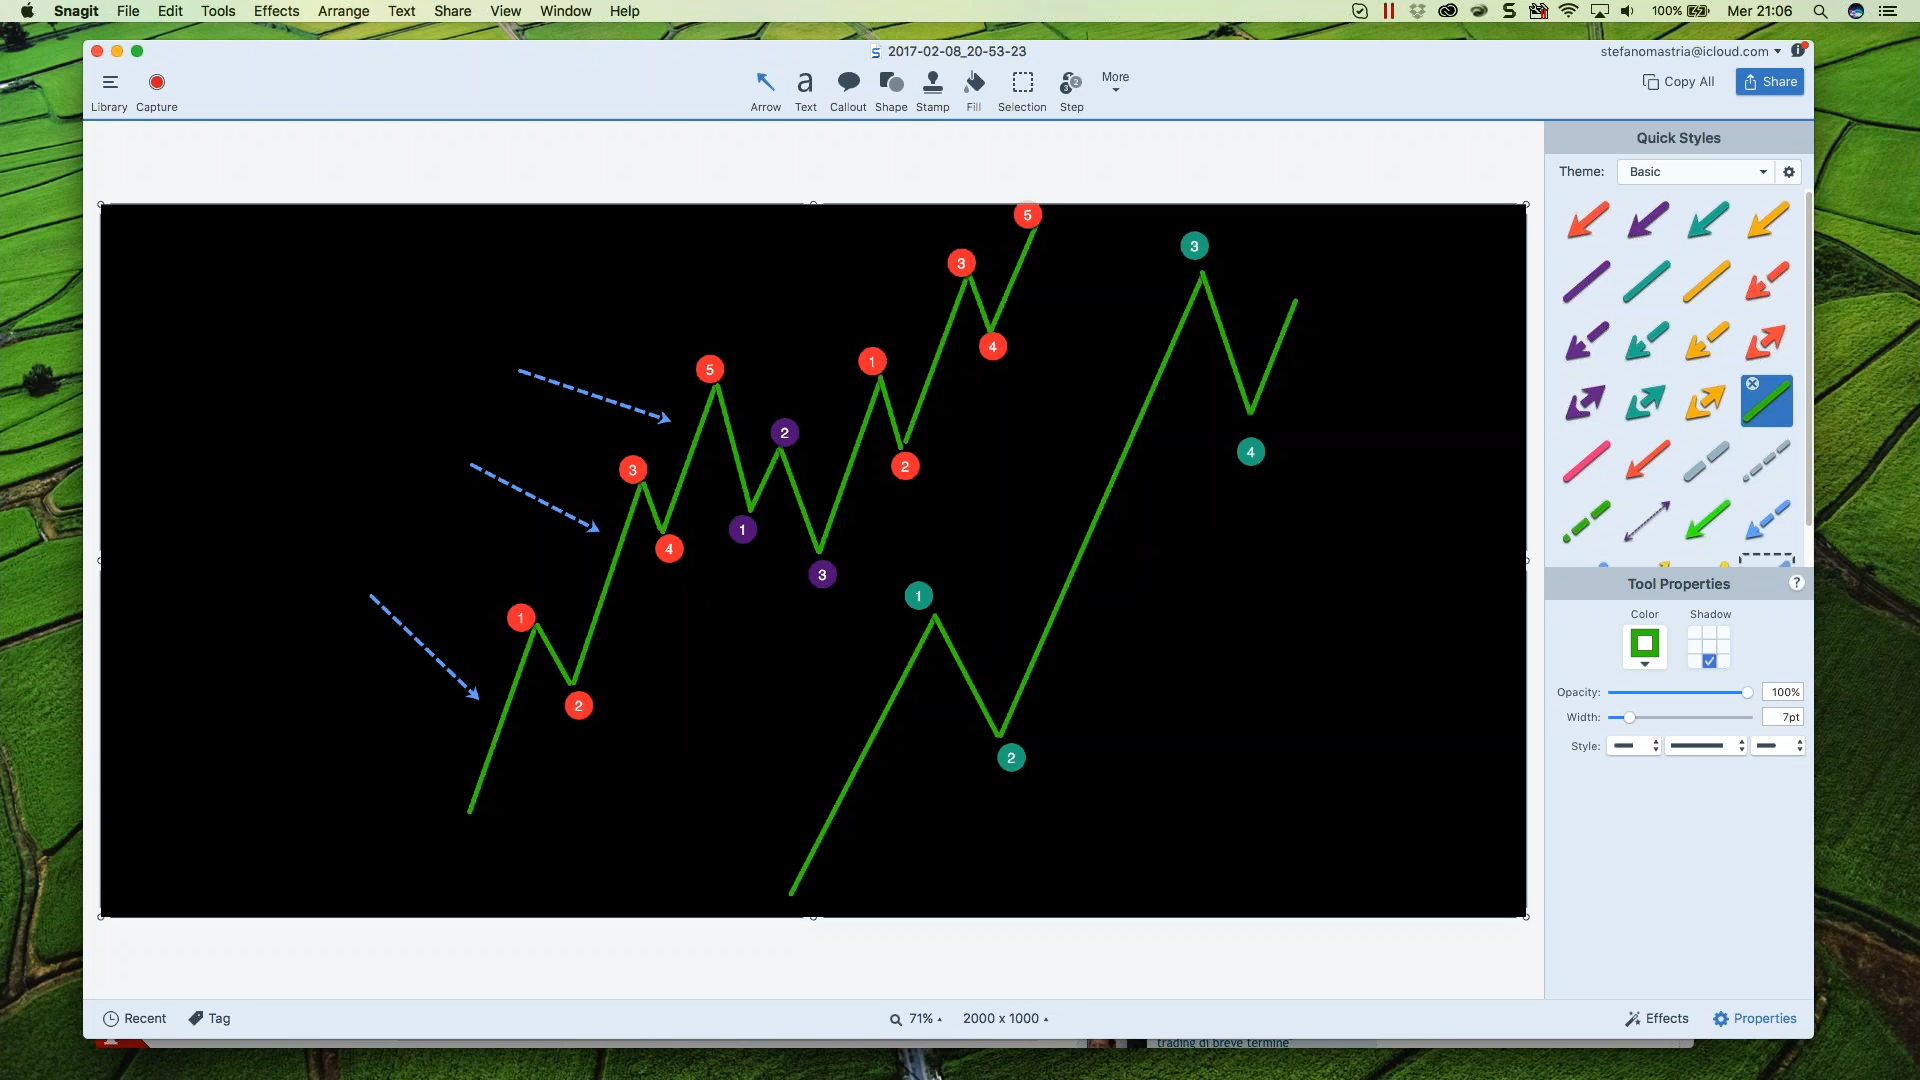 Snagit File Edit Tools Effects Arrange Text Share View Window Help
100% Mer 21:06
2017-02-08_20-53-23
stefanomastria@icloud.com
Library Capture
Arrow Text Callout Shape Stamp Fill Selection Step More
Copy All Share
Quick Styles
Theme: Basic
5
3
3
4
1
5
2
2
3
1
4
3
4
1
1
2
2
Tool Properties ?
Color Shadow
Opacity: 100%
Width: 7pt
Style:
Recent Tag
71% 2000 x 1000
Effects Properties
trading di breve termine"